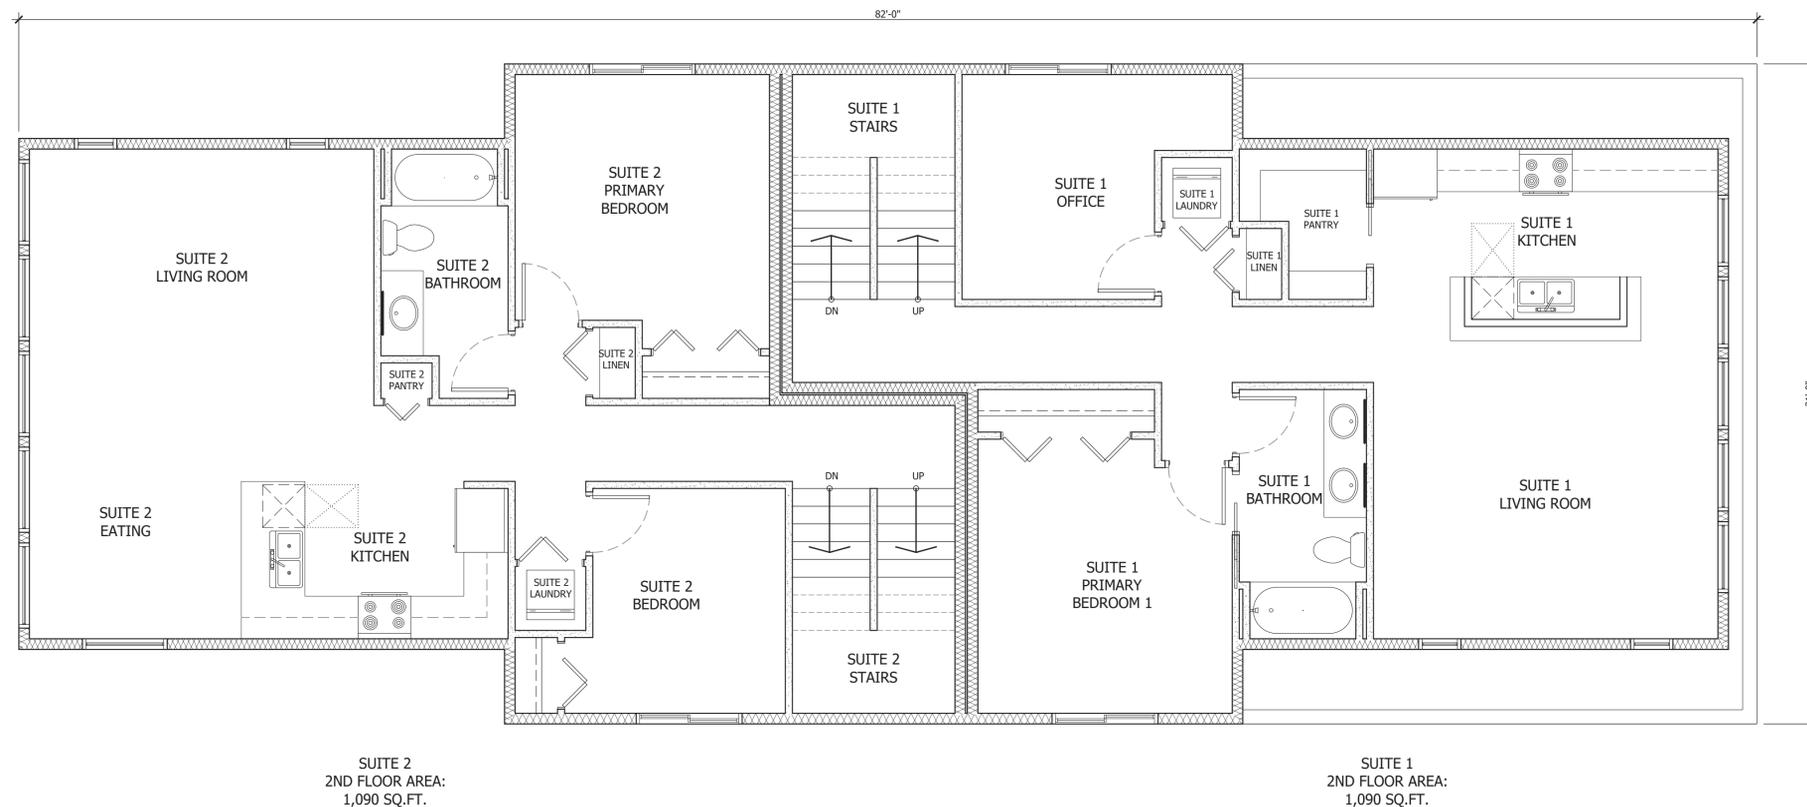 82'-0"
SUITE 1
STAIRS
SUITE 2
PRIMARY
BEDROOM
SUITE 1
OFFICE
SUITE 1
LAUNDRY
SUITE 1
PANTRY
SUITE 1
KITCHEN
SUITE 2
LIVING ROOM
SUITE 2
BATHROOM
SUITE 1
LINEN
DN
UP
SUITE 2
LINEN
SUITE 2
PANTRY
DN
UP
SUITE 2
EATING
SUITE 2
KITCHEN
SUITE 1
BATHROOM
SUITE 1
LIVING ROOM
SUITE 2
LAUNDRY
SUITE 2
BEDROOM
SUITE 1
PRIMARY
BEDROOM 1
SUITE 2
STAIRS
SUITE 2
2ND FLOOR AREA:
1,090 SQ.FT.
SUITE 1
2ND FLOOR AREA:
1,090 SQ.FT.